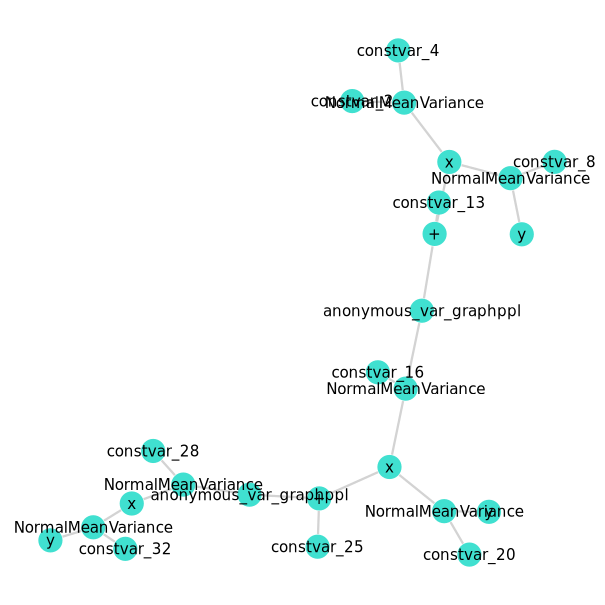 constvar_4
constvar_2
NormalMeanVariance
x
constvar_8
NormalMeanVariance
constvar_13
+
y
anonymous_var_graphppl
constvar_16
NormalMeanVariance
constvar_28
x
NormalMeanVariance
anonymous_var_graphppl
+
x
NormalMeanVariance
y
NormalMeanVariance
y
constvar_32
constvar_25
constvar_20